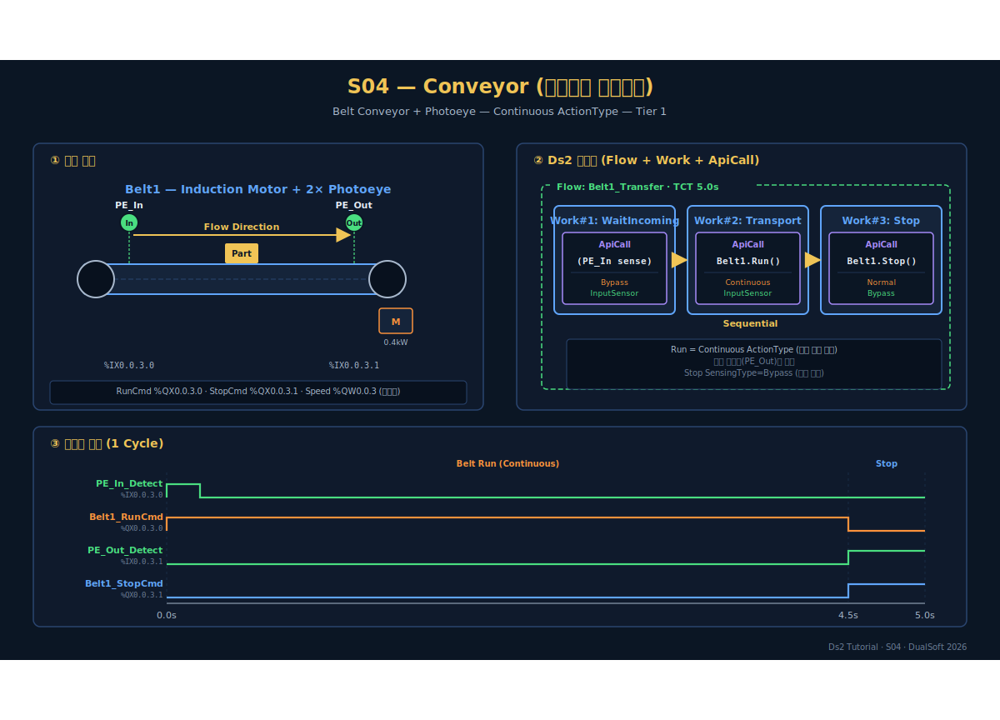 S04 — Conveyor (
Belt Conveyor + Photoeye — Continuous ActionType — Tier 1
①
Belt1 — Induction Motor + 2× Photoeye
PE_In
PE_Out
In
Out
Flow Direction
Part
M
0.4kW
%IX0.0.3.0
%IX0.0.3.1
RunCmd %QX0.0.3.0 · StopCmd %QX0.0.3.1 · Speed %QW0.0.3
② Ds2 (Flow + Work + ApiCall)
Flow: Belt1_Transfer · TCT 5.0s
Work#1: WaitIncoming
ApiCall
(PE_In sense)
Bypass
InputSensor
Work#2: Transport
ApiCall
Belt1.Run()
Continuous
InputSensor
Work#3: Stop
ApiCall
Belt1.Stop()
Normal
Bypass
Sequential
Run = Continuous ActionType
(PE_Out)
Stop SensingType=Bypass
③ (1 Cycle)
Belt Run (Continuous)
Stop
PE_In_Detect
%IX0.0.3.0
Belt1_RunCmd
%QX0.0.3.0
PE_Out_Detect
%IX0.0.3.1
Belt1_StopCmd
%QX0.0.3.1
0.0s
4.5s
5.0s
Ds2 Tutorial · S04 · DualSoft 2026